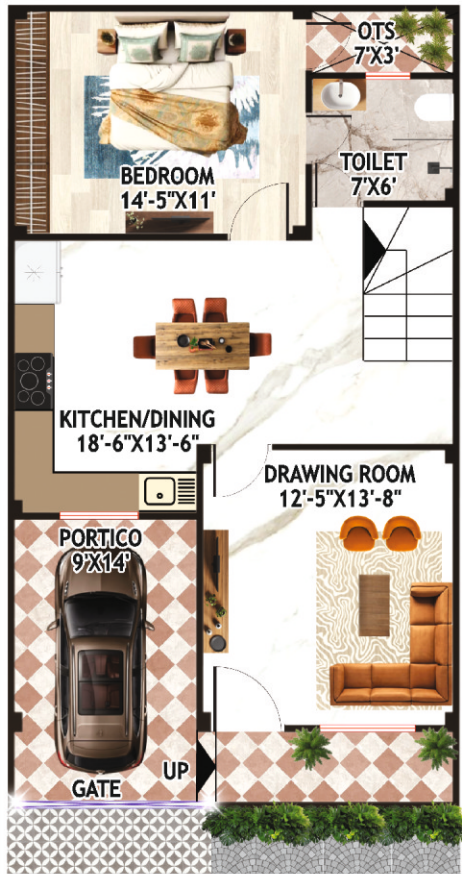 OTS
7'X3'
BEDROOM
14'-5"X11'
TOILET
7'X6'
KITCHEN/DINING
18'-6"X13'-6"
DRAWING ROOM
12'-5"X13'-8"
PORTICO
9'X14'
UP
GATE